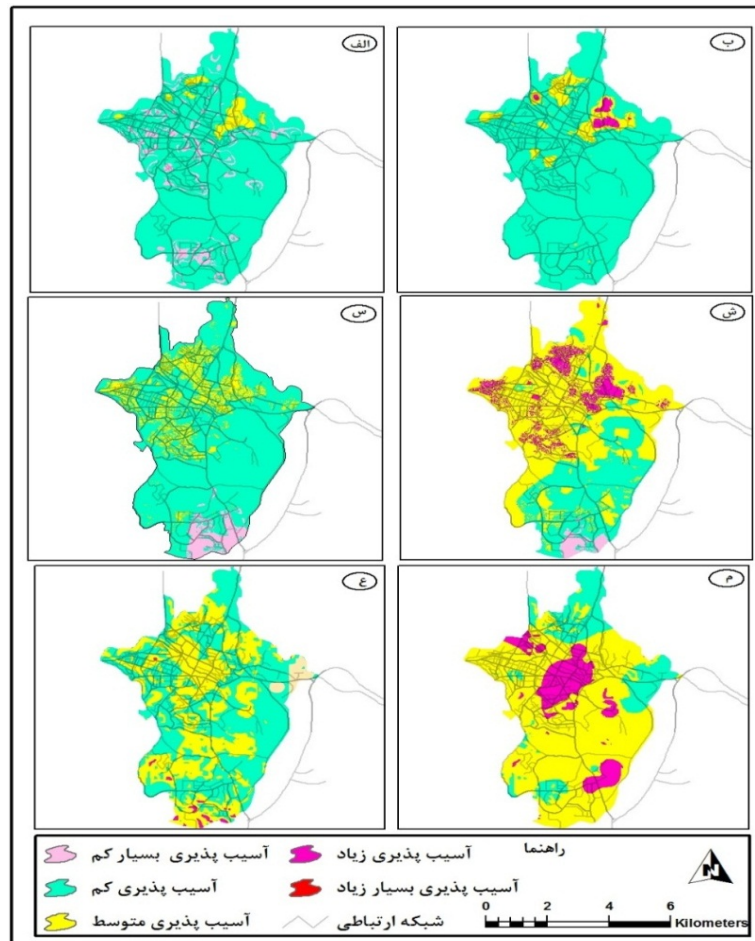 الف
ب
س
ش
ع
م
راهنما
آسیب پذیری بسیار کم
آسیب پذیری زیاد
آسیب پذیری کم
آسیب پذیری بسیار زیاد
آسیب پذیری متوسط
شبکه ارتباطی
N
0 2 4 6
Kilometers